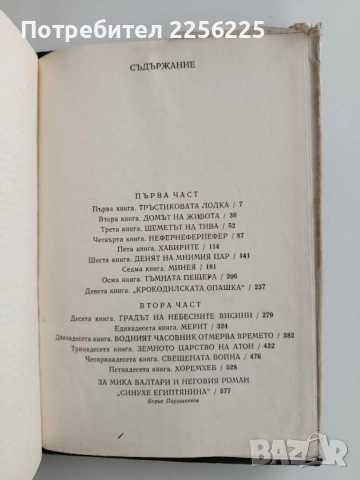 Потребител 2256225
СЪДЪРЖАНИЕ
ПЪРВА ЧАСТ
Първа книга. ТРЪСТИКОВАТА ЛОДКА / 7
Втора книга. ДОМЪТ НА ЖИВОТА / 30
Трета книга. ШЕМЕТЪТ НА ТИВА / 52
Четвърта книга. НЕФЕРНЕФЕРНЕФЕР / 87
Пета книга. ХАБИРИТЕ / 114
Шеста книга. ДЕНЯТ НА МНИМИЯ ЦАР / 141
Седма книга. МИНЕЯ / 181
Осма книга. ТЪМНАТА ПЕЩЕРА / 206
Девета книга. „КРОКОДИЛСКАТА ОПАШКА“ / 237
ВТОРА ЧАСТ
Десета книга. ГРАДЪТ НА НЕБЕСНИТЕ ВИСИНИ / 279
Единадесета книга. МЕРИТ / 324
Дванадесета книга. ВОДНИЯТ ЧАСОВНИК ОТМЕРВА ВРЕМЕТО / 382
Тринадесета книга. ЗЕМНОТО ЦАРСТВО НА АТОН / 432
Четиринадесета книга. СВЕЩЕНАТА ВОЙНА / 476
Петнадесета книга. ХОРЕМХЕБ / 528
ЗА МИКА ВАЛТАРИ И НЕГОВИЯ РОМАН
„СИНУХЕ ЕГИПТЯНИНА“ / 577
Борис Парашкевов
BAZAR